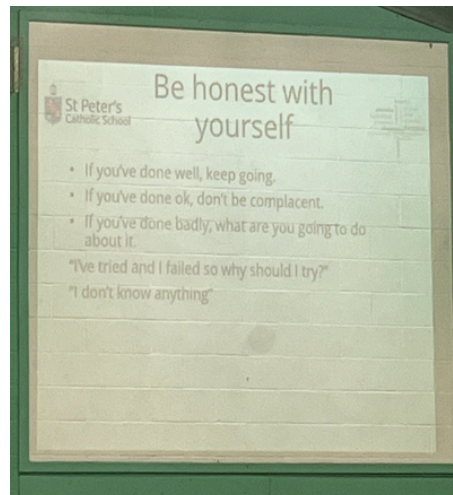 Be honest with
yourself
St Peter's
Catholic School
• If you've done well, keep going.
• If you've done ok, don't be complacent.
• If you've done badly, what are you going to do
about it.
"I've tried and I failed so why should I try?"
"I don't know anything"